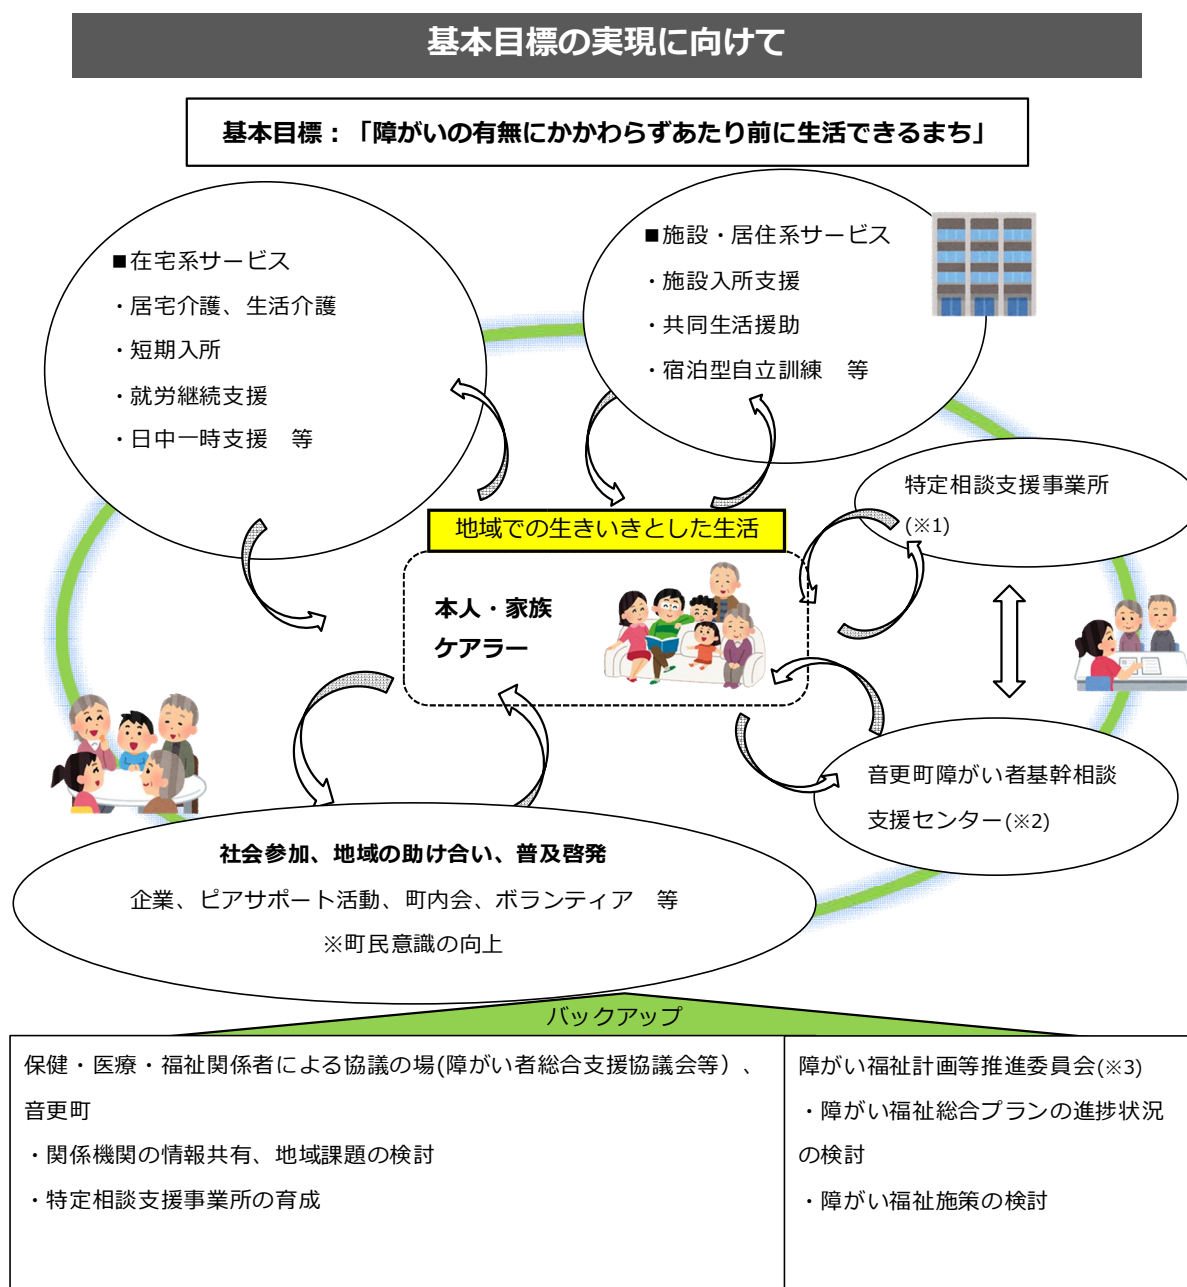 基本目標の実現に向けて
基本目標：「障がいの有無にかかわらずあたり前に生活できるまち」
■在宅系サービス
・居宅介護、生活介護
・短期入所
・就労継続支援
・日中一時支援　等
■施設・居住系サービス
・施設入所支援
・共同生活援助
・宿泊型自立訓練　等
特定相談支援事業所
(※1)
地域での生きいきとした生活
本人・家族
ケアラー
音更町障がい者基幹相談
支援センター(※2)
社会参加、地域の助け合い、普及啓発
企業、ピアサポート活動、町内会、ボランティア　等
※町民意識の向上
バックアップ
保健・医療・福祉関係者による協議の場(障がい者総合支援協議会等）、
音更町
・関係機関の情報共有、地域課題の検討
・特定相談支援事業所の育成
障がい福祉計画等推進委員会(※3)
・障がい福祉総合プランの進捗状況
の検討
・障がい福祉施策の検討